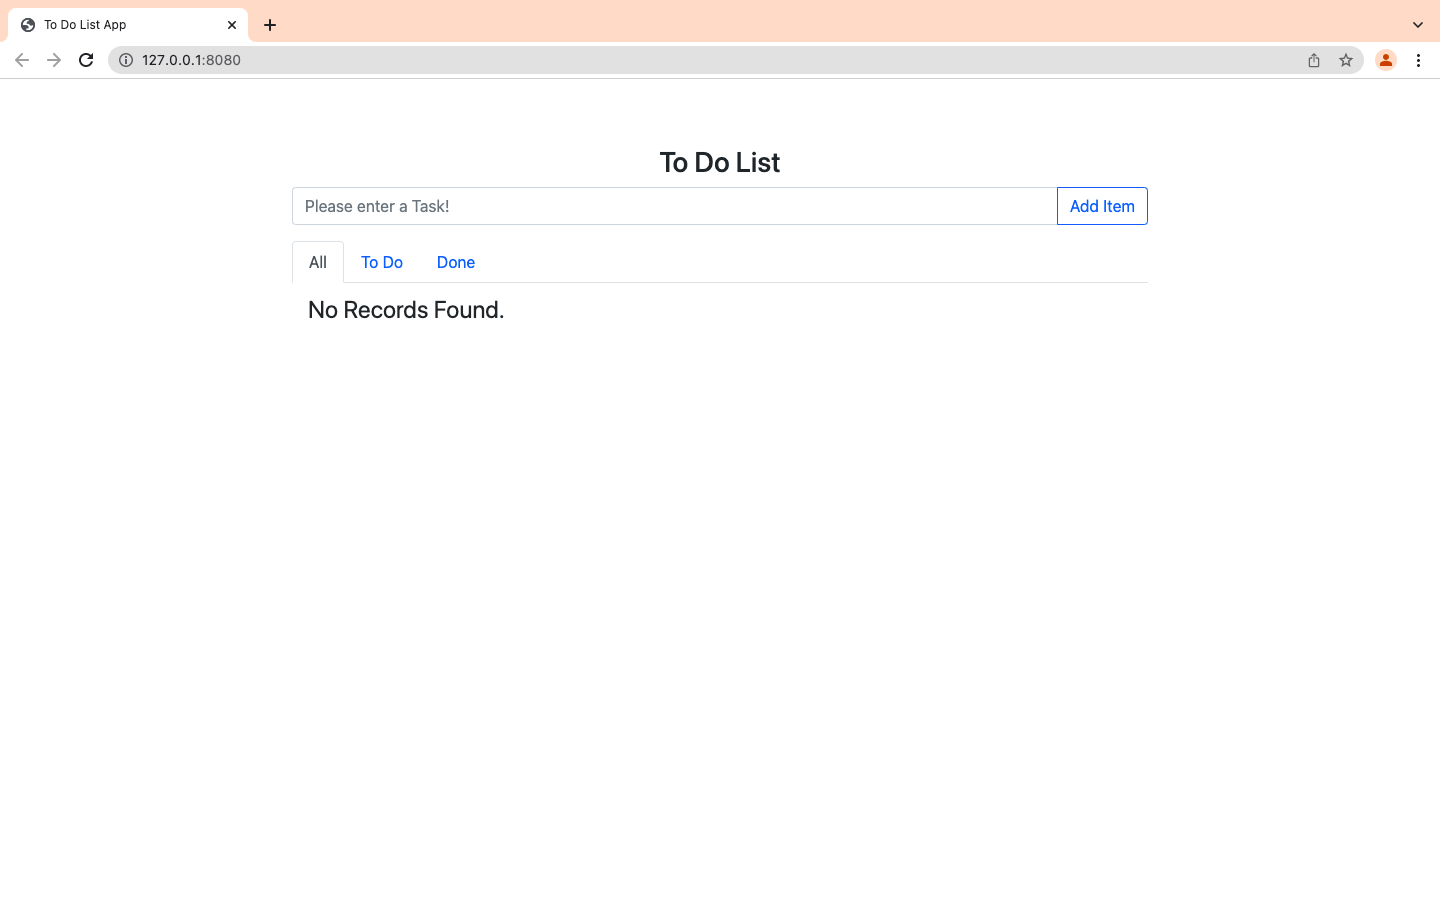 To Do List App
127.0.0.1:8080
To Do List
Please enter a Task!
Add Item
All
To Do
Done
No Records Found.